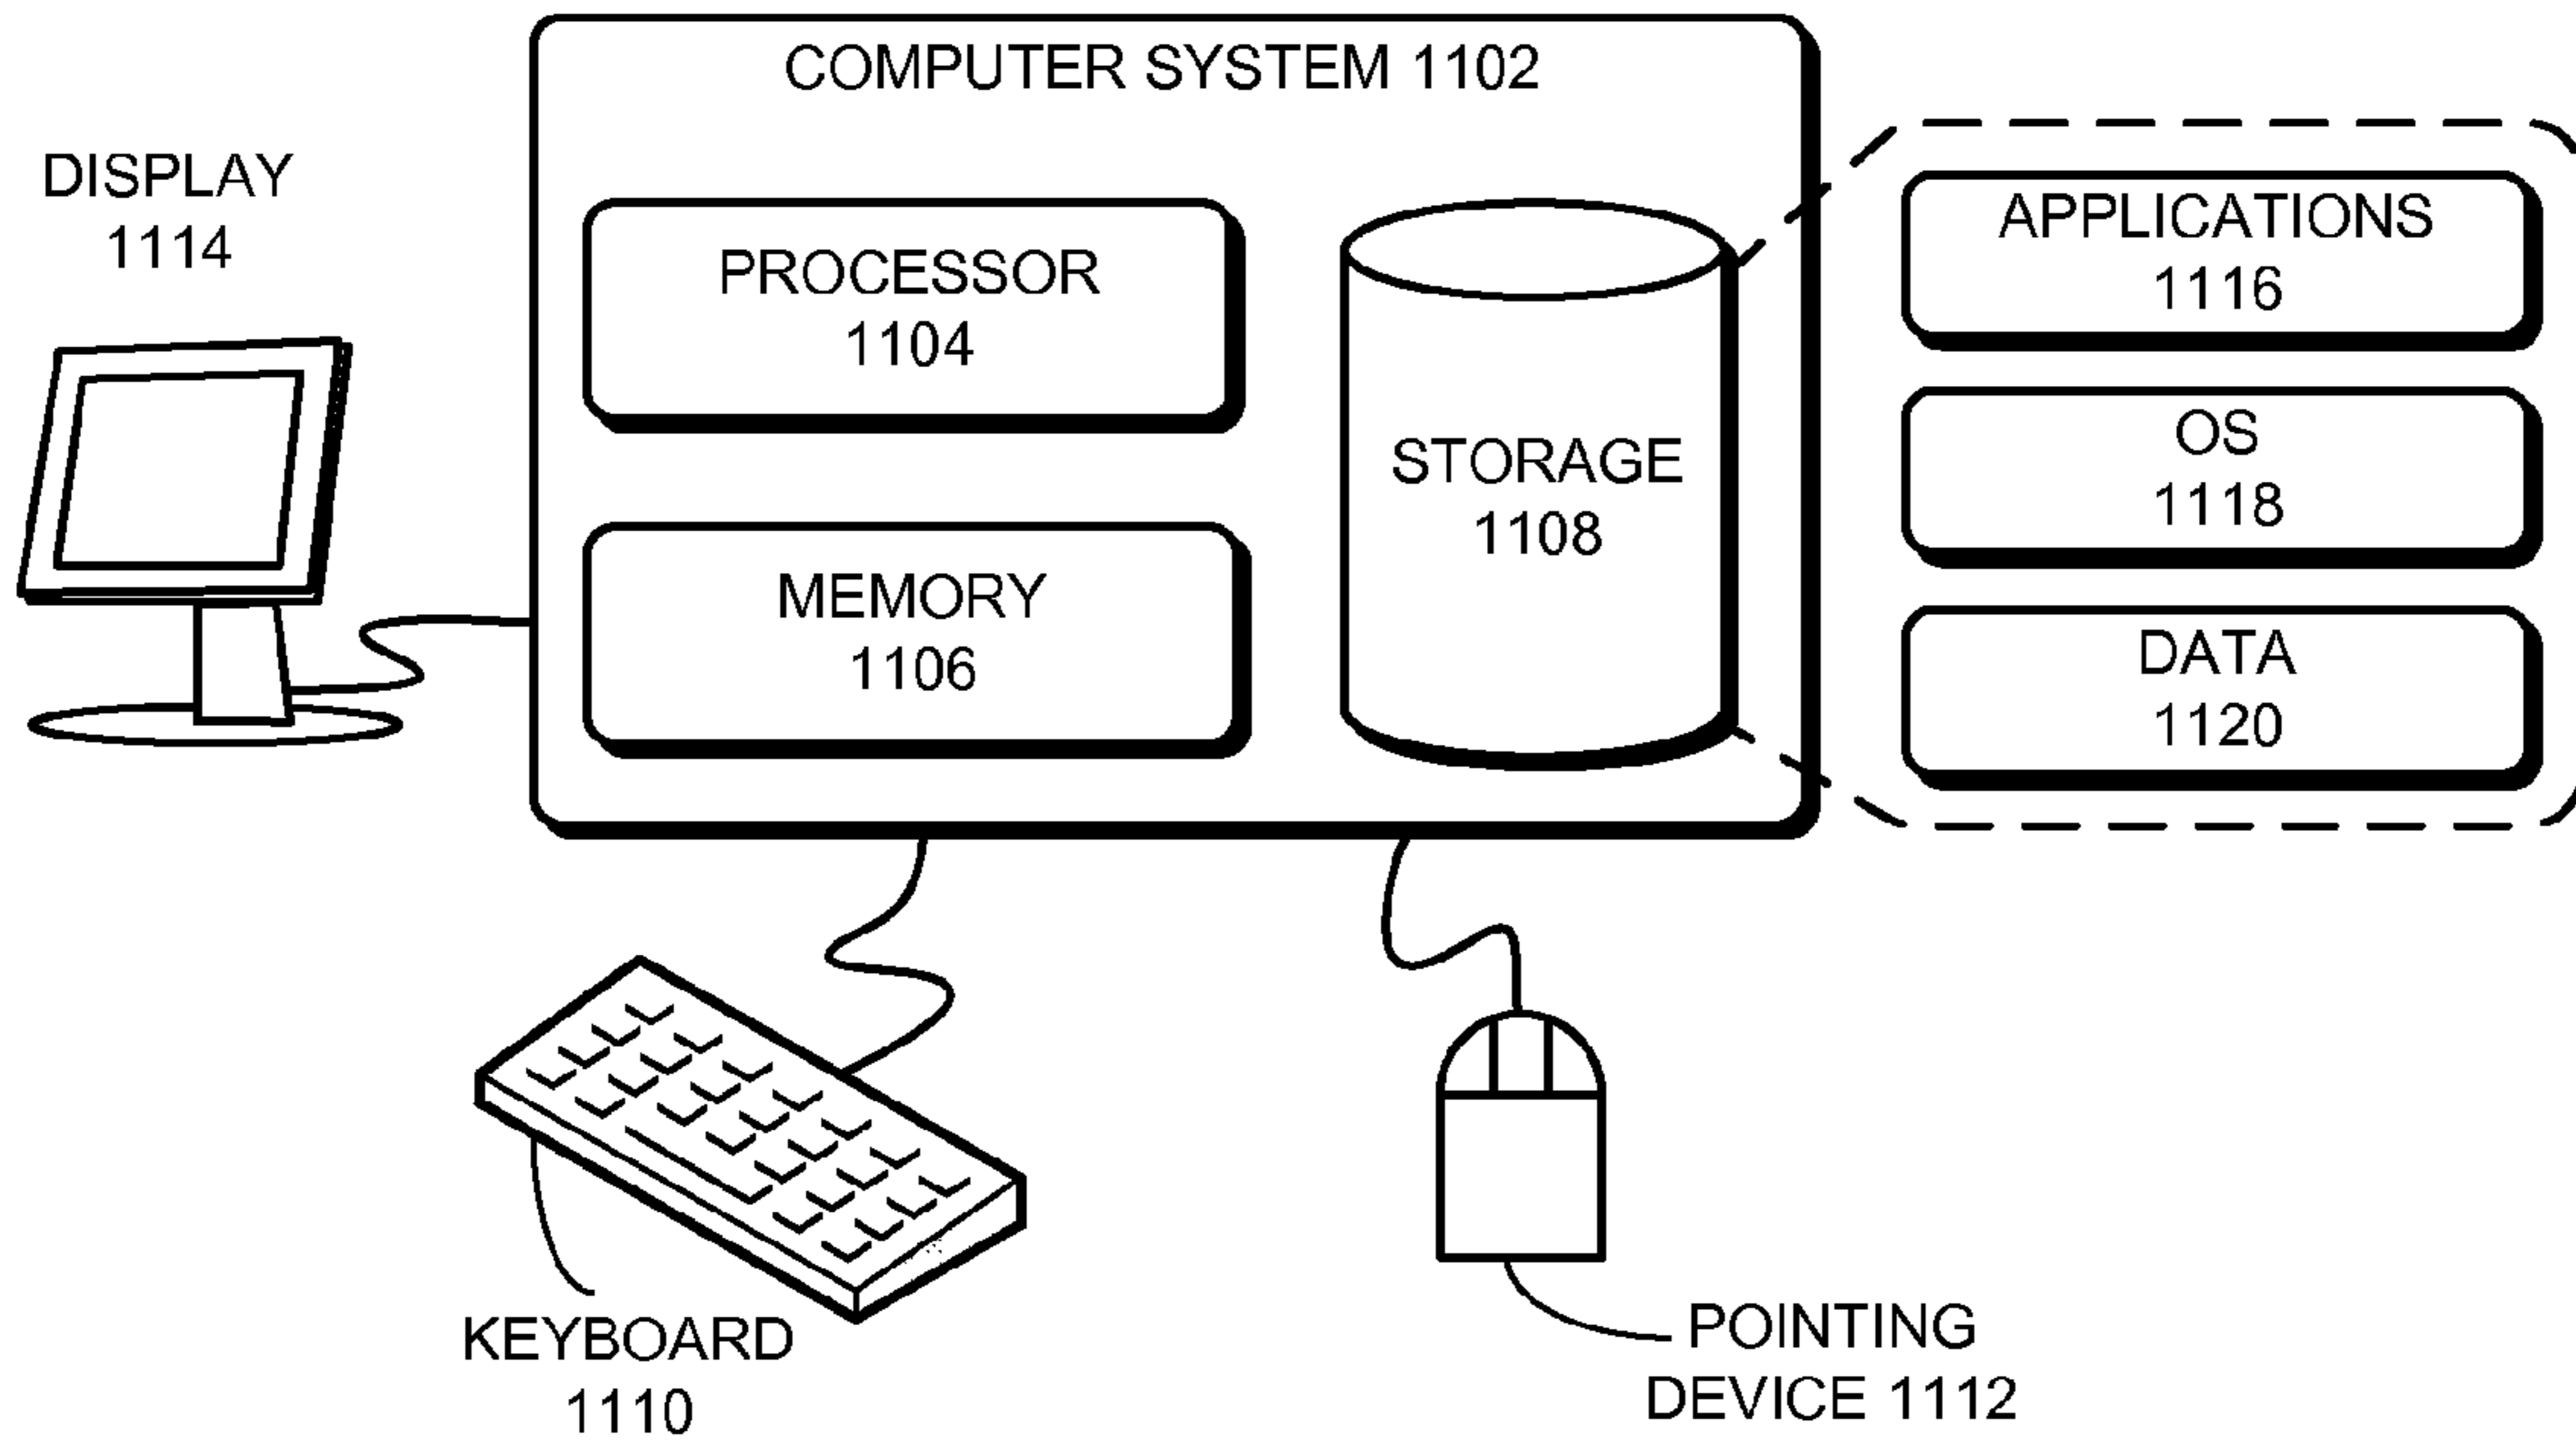 COMPUTER SYSTEM 1102
DISPLAY
1114
PROCESSOR
1104
MEMORY
1106
STORAGE
1108
APPLICATIONS
1116
OS
1118
DATA
1120
KEYBOARD
1110
POINTING
DEVICE 1112